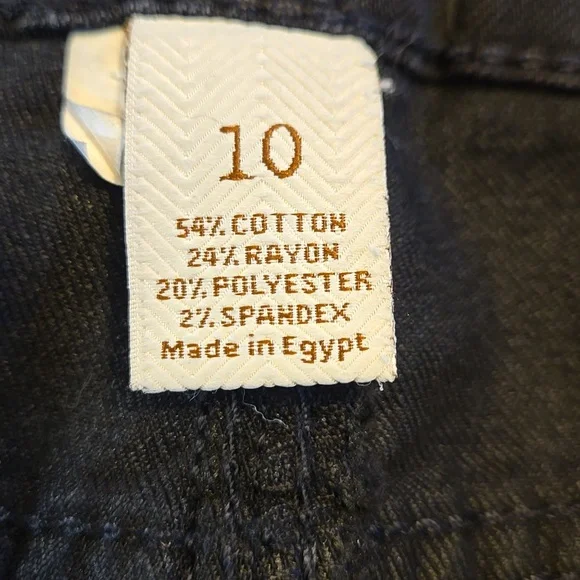 10
54% COTTON
24% RAYON
20% POLYESTER
2% SPANDEX
Made in Egypt